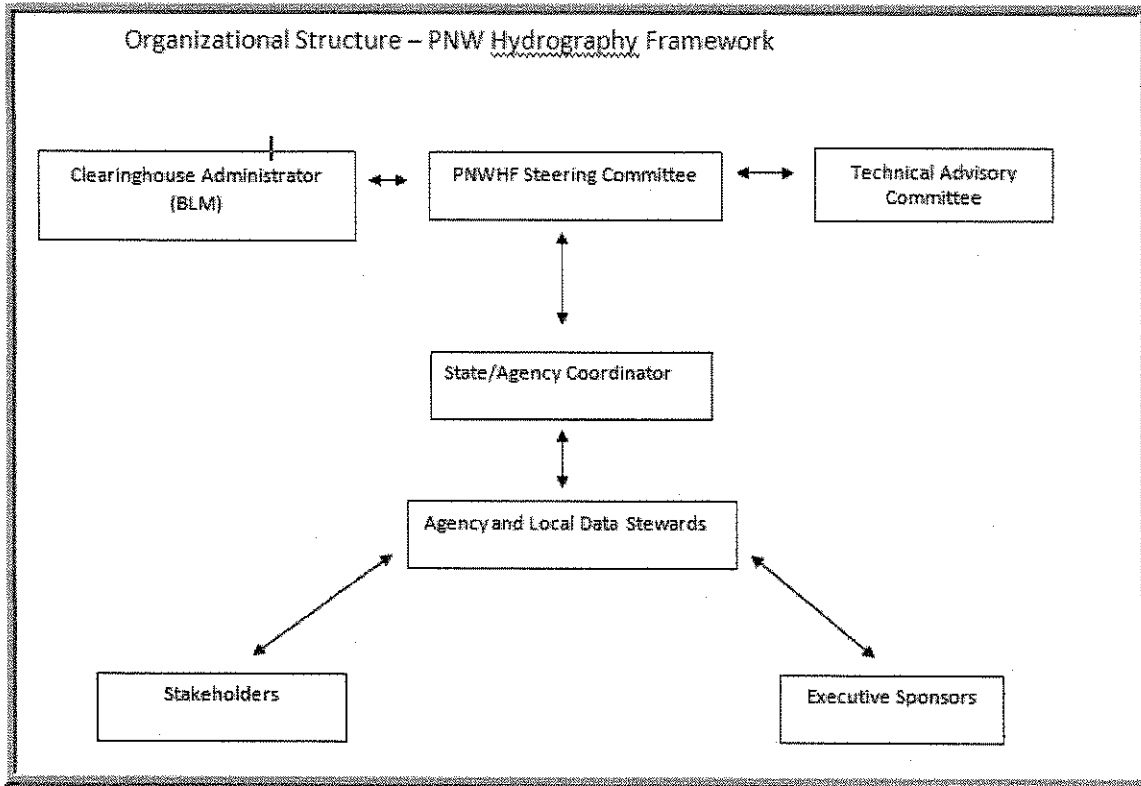 Organizational Structure – PNW Hydrography Framework
Clearinghouse Administrator
(BLM)
PNWHF Steering Committee
Technical Advisory
Committee
State/Agency Coordinator
Agency and Local Data Stewards
Stakeholders
Executive Sponsors